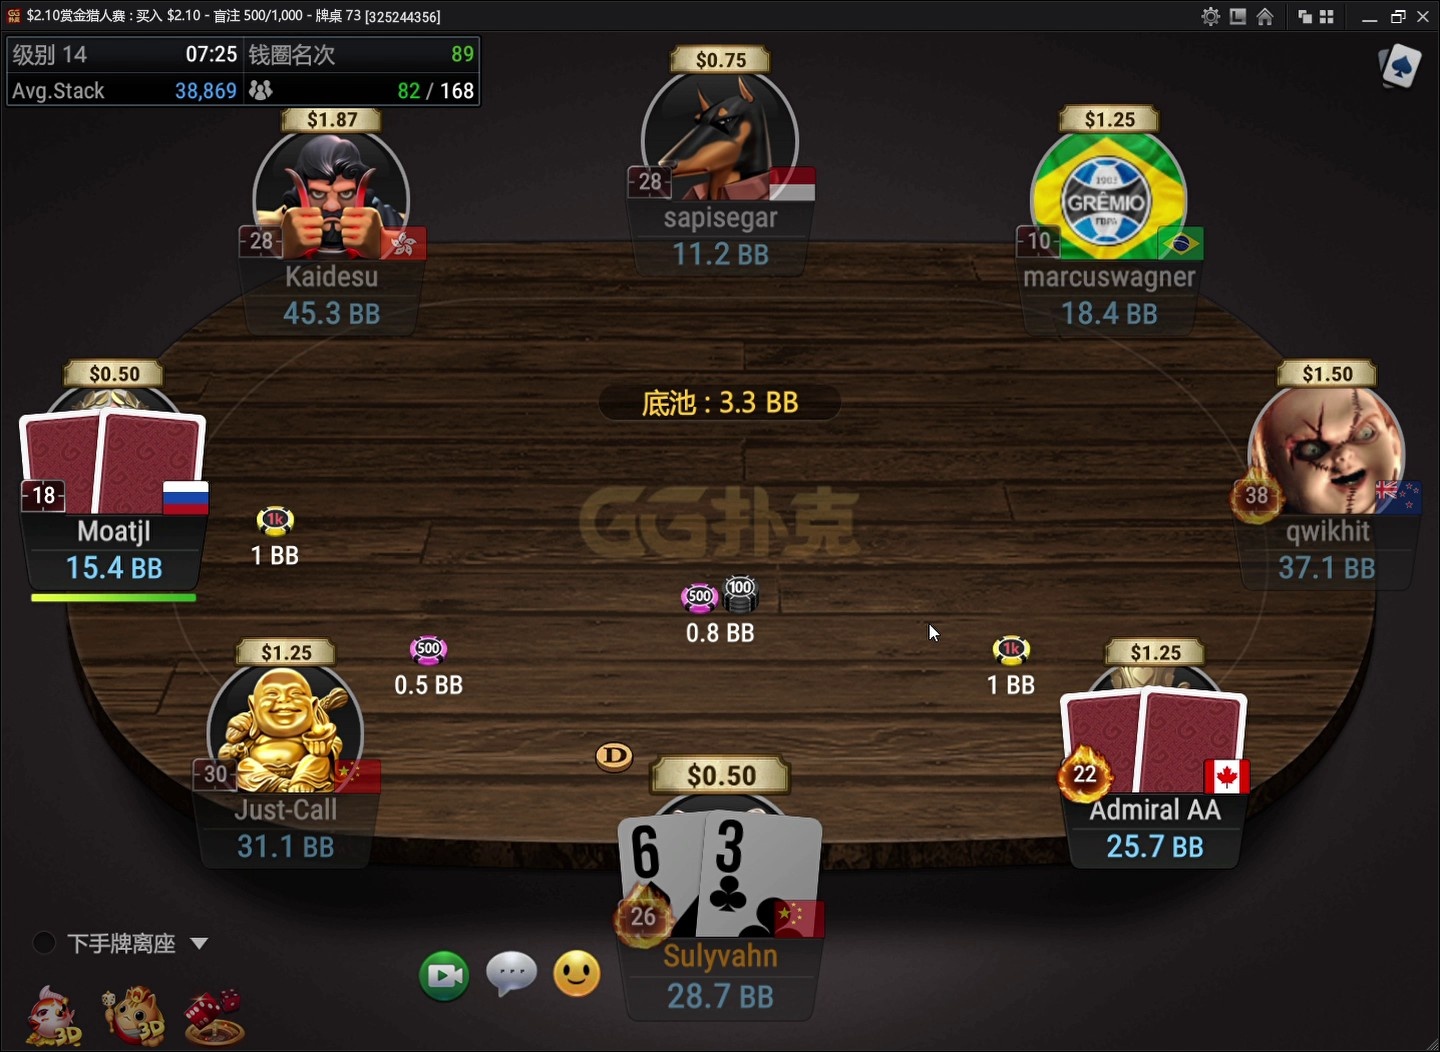 $2.10赏金猎人赛 : 买入 $2.10 - 盲注 500/1,000 - 牌桌 73 [325244356]
级别 14 07:25 钱圈名次 89
Avg.Stack 38,869 82 / 168
$0.75
$1.87
$1.25
28
sapisegar
11.2 BB
28
Kaidesu
45.3 BB
1903
GRÊMIO
FBPA
10
marcuswagner
18.4 BB
$0.50
$1.50
底池 : 3.3 BB
18
Moatjl
15.4 BB
1k
1 BB
GG扑克
38
qwikhit
37.1 BB
500 100
0.8 BB
$1.25
500
0.5 BB
1k
1 BB
$1.25
30
Just-Call
31.1 BB
D
$0.50
22
Admiral AA
25.7 BB
6 3
26
Sulyvahn
28.7 BB
下手牌离座
3D 3D